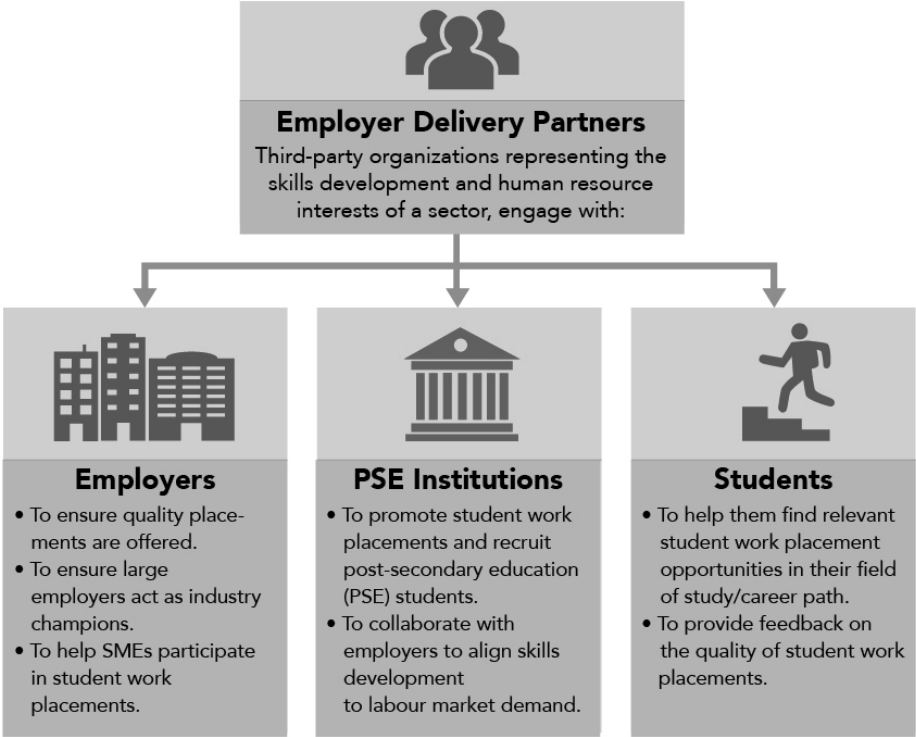 Employer Delivery Partners
Third-party organizations representing the
skills development and human resource
interests of a sector, engage with:
Employers
• To ensure quality place-
ments are offered.
• To ensure large
employers act as industry
champions.
• To help SMEs participate
in student work
placements.
PSE Institutions
• To promote student work
placements and recruit
post-secondary education
(PSE) students.
• To collaborate with
employers to align skills
development
to labour market demand.
Students
• To help them find relevant
student work placement
opportunities in their field
of study/career path.
• To provide feedback on
the quality of student work
placements.